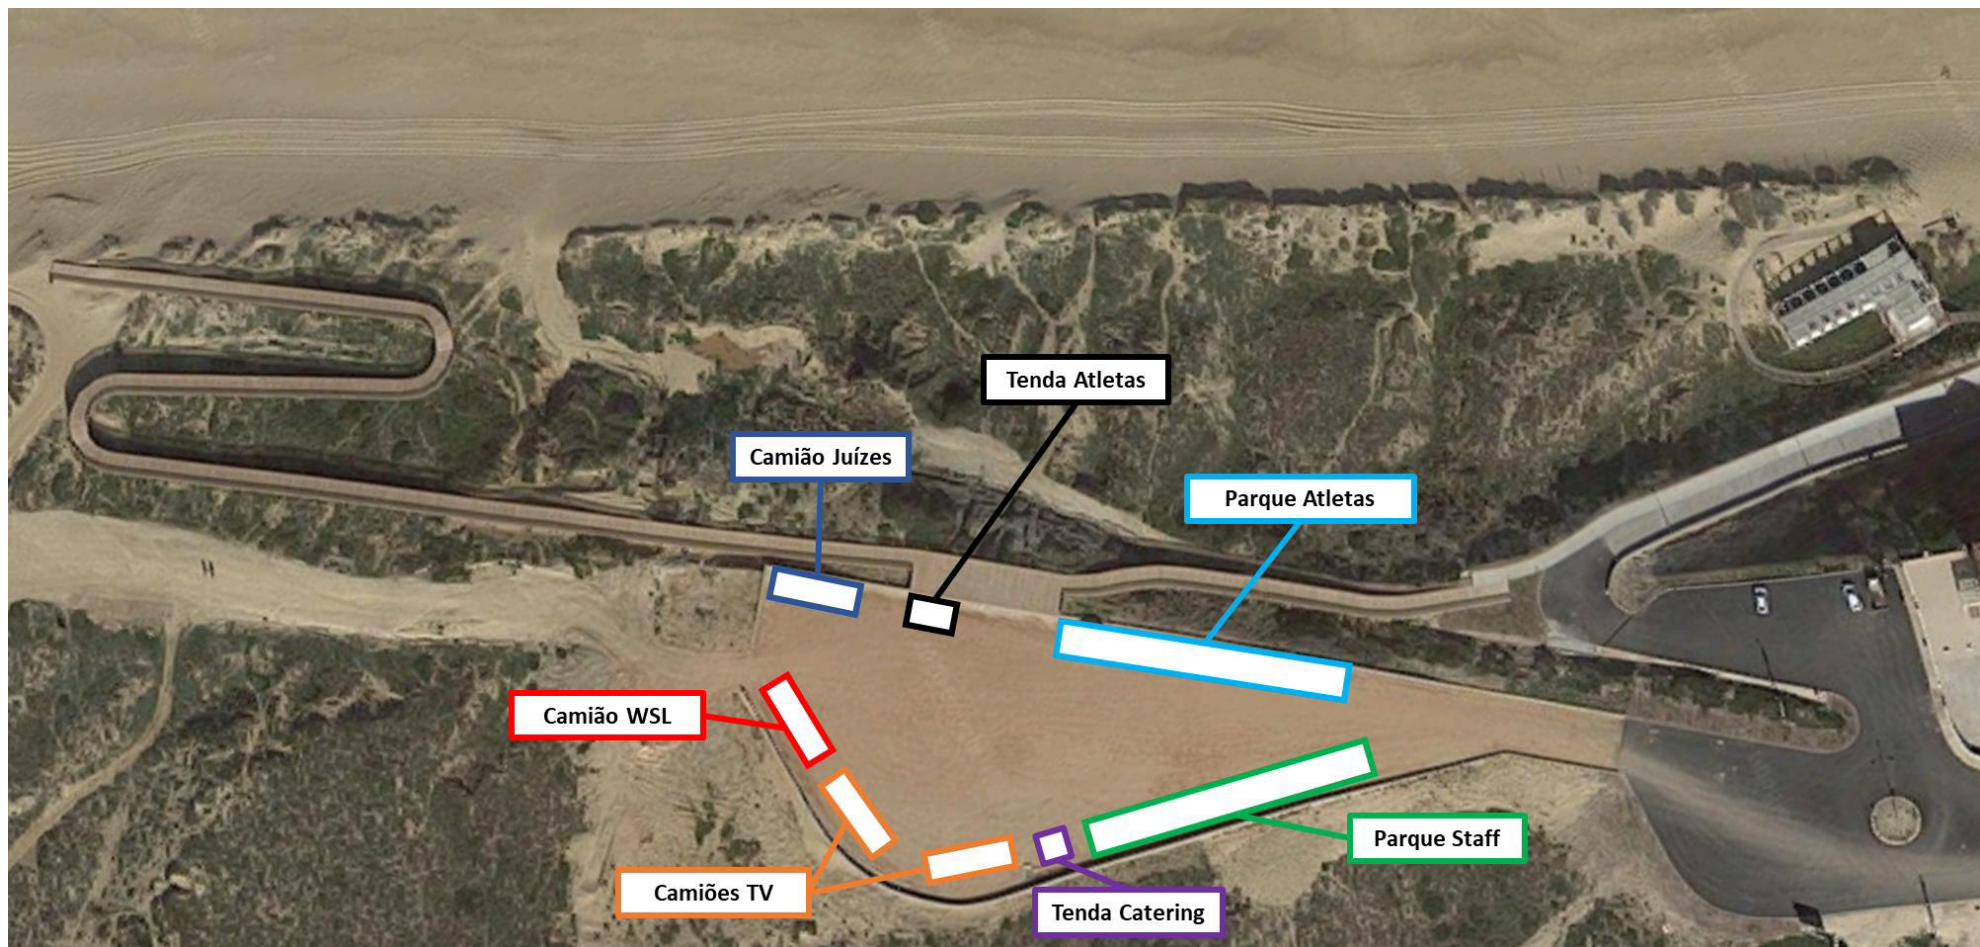 Tenda Atletas
Camião Juízes
Parque Atletas
Camião WSL
Parque Staff
Camiões TV
Tenda Catering